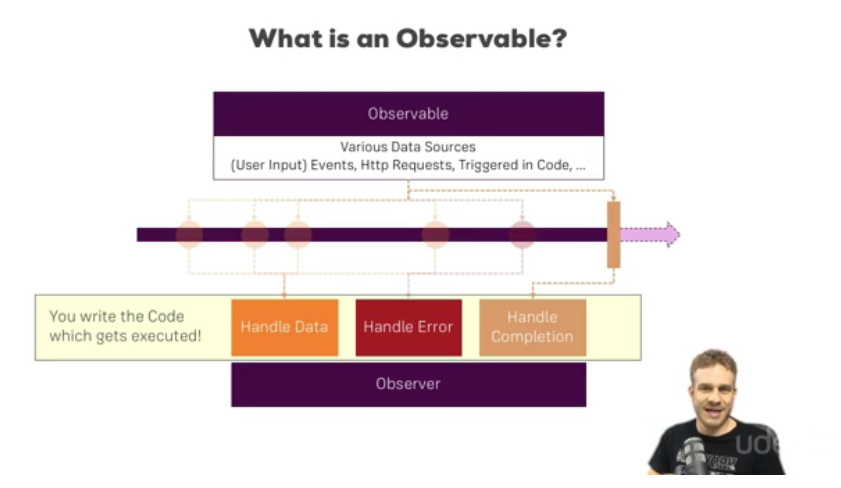 What is an Observable?
Observable
Various Data Sources
(User Input) Events, Http Requests, Triggered in Code, ...
You write the Code
which gets executed!
Handle Data
Handle Error
Handle
Completion
Observer